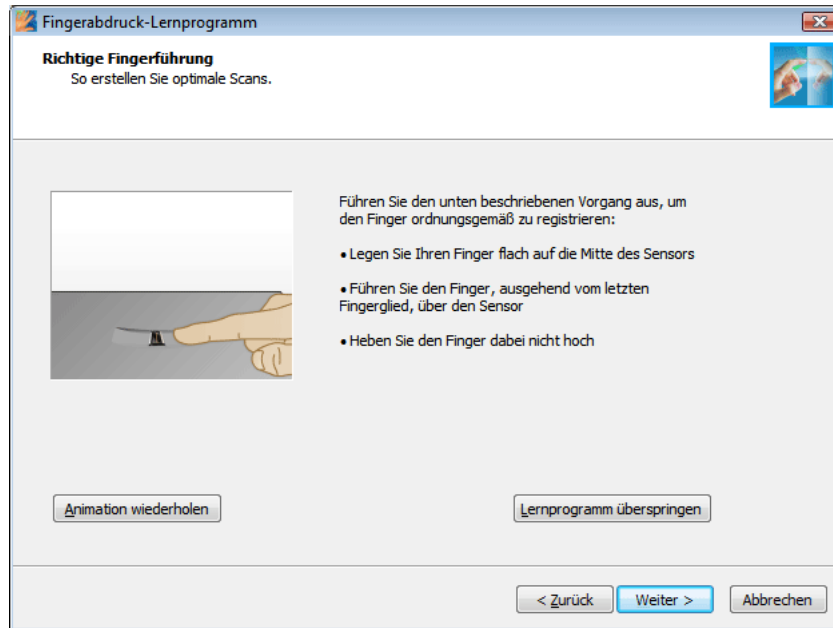 Fingerabdruck-Lernprogramm
Richtige Fingerführung
So erstellen Sie optimale Scans.
Führen Sie den unten beschriebenen Vorgang aus, um
den Finger ordnungsgemäß zu registrieren:
• Legen Sie Ihren Finger flach auf die Mitte des Sensors
• Führen Sie den Finger, ausgehend vom letzten
Fingerglied, über den Sensor
• Heben Sie den Finger dabei nicht hoch
Animation wiederholen
Lernprogramm überspringen
< Zurück
Weiter >
Abbrechen